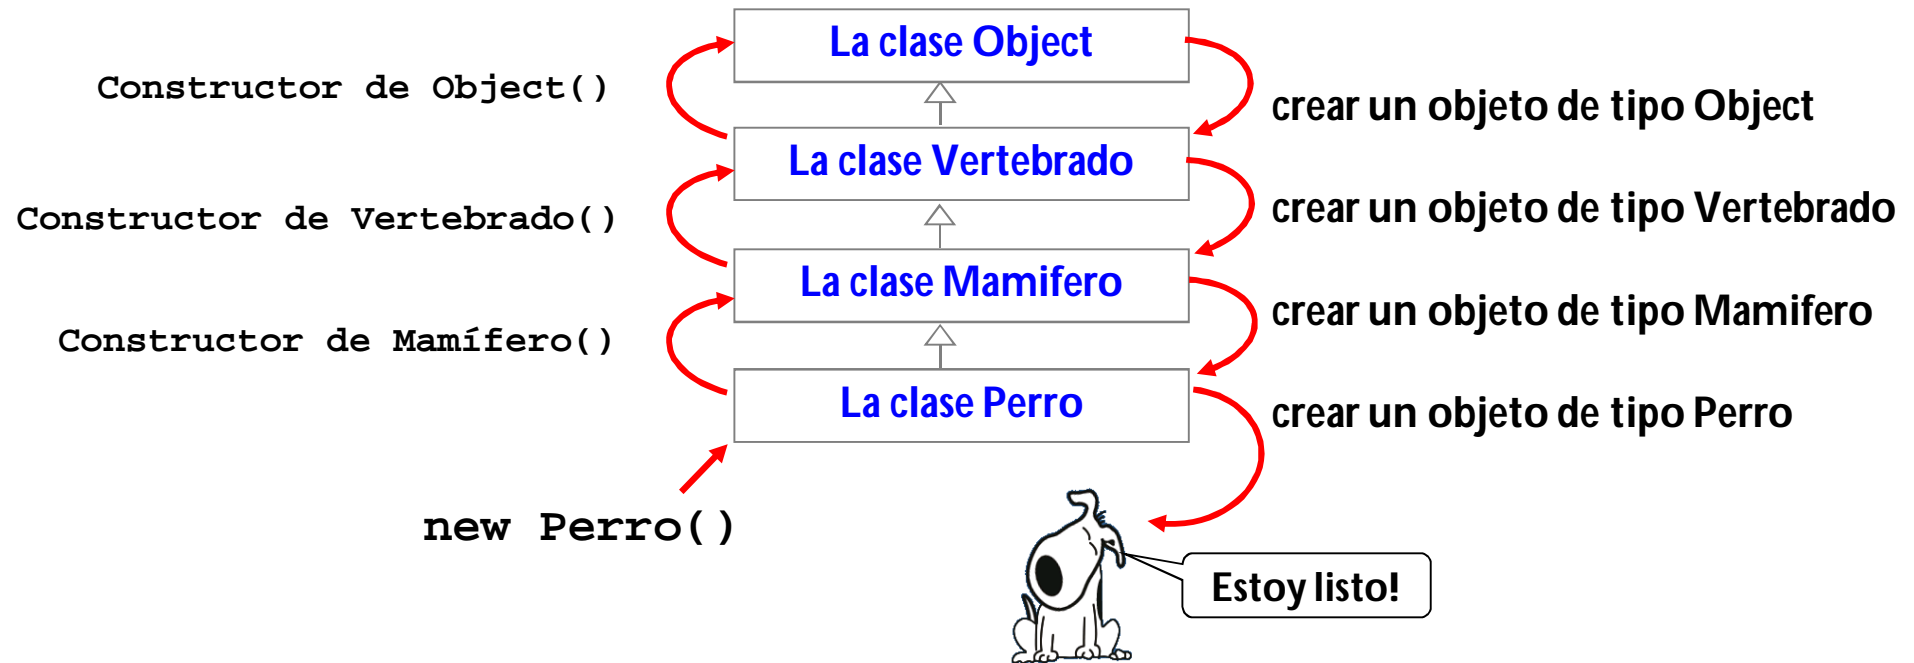 La clase Object
Constructor de Object()
crear un objeto de tipo Object
La clase Vertebrado
Constructor de Vertebrado()
crear un objeto de tipo Vertebrado
La clase Mamifero
Constructor de Mamífero()
crear un objeto de tipo Mamifero
La clase Perro
crear un objeto de tipo Perro
new Perro()
Estoy listo!